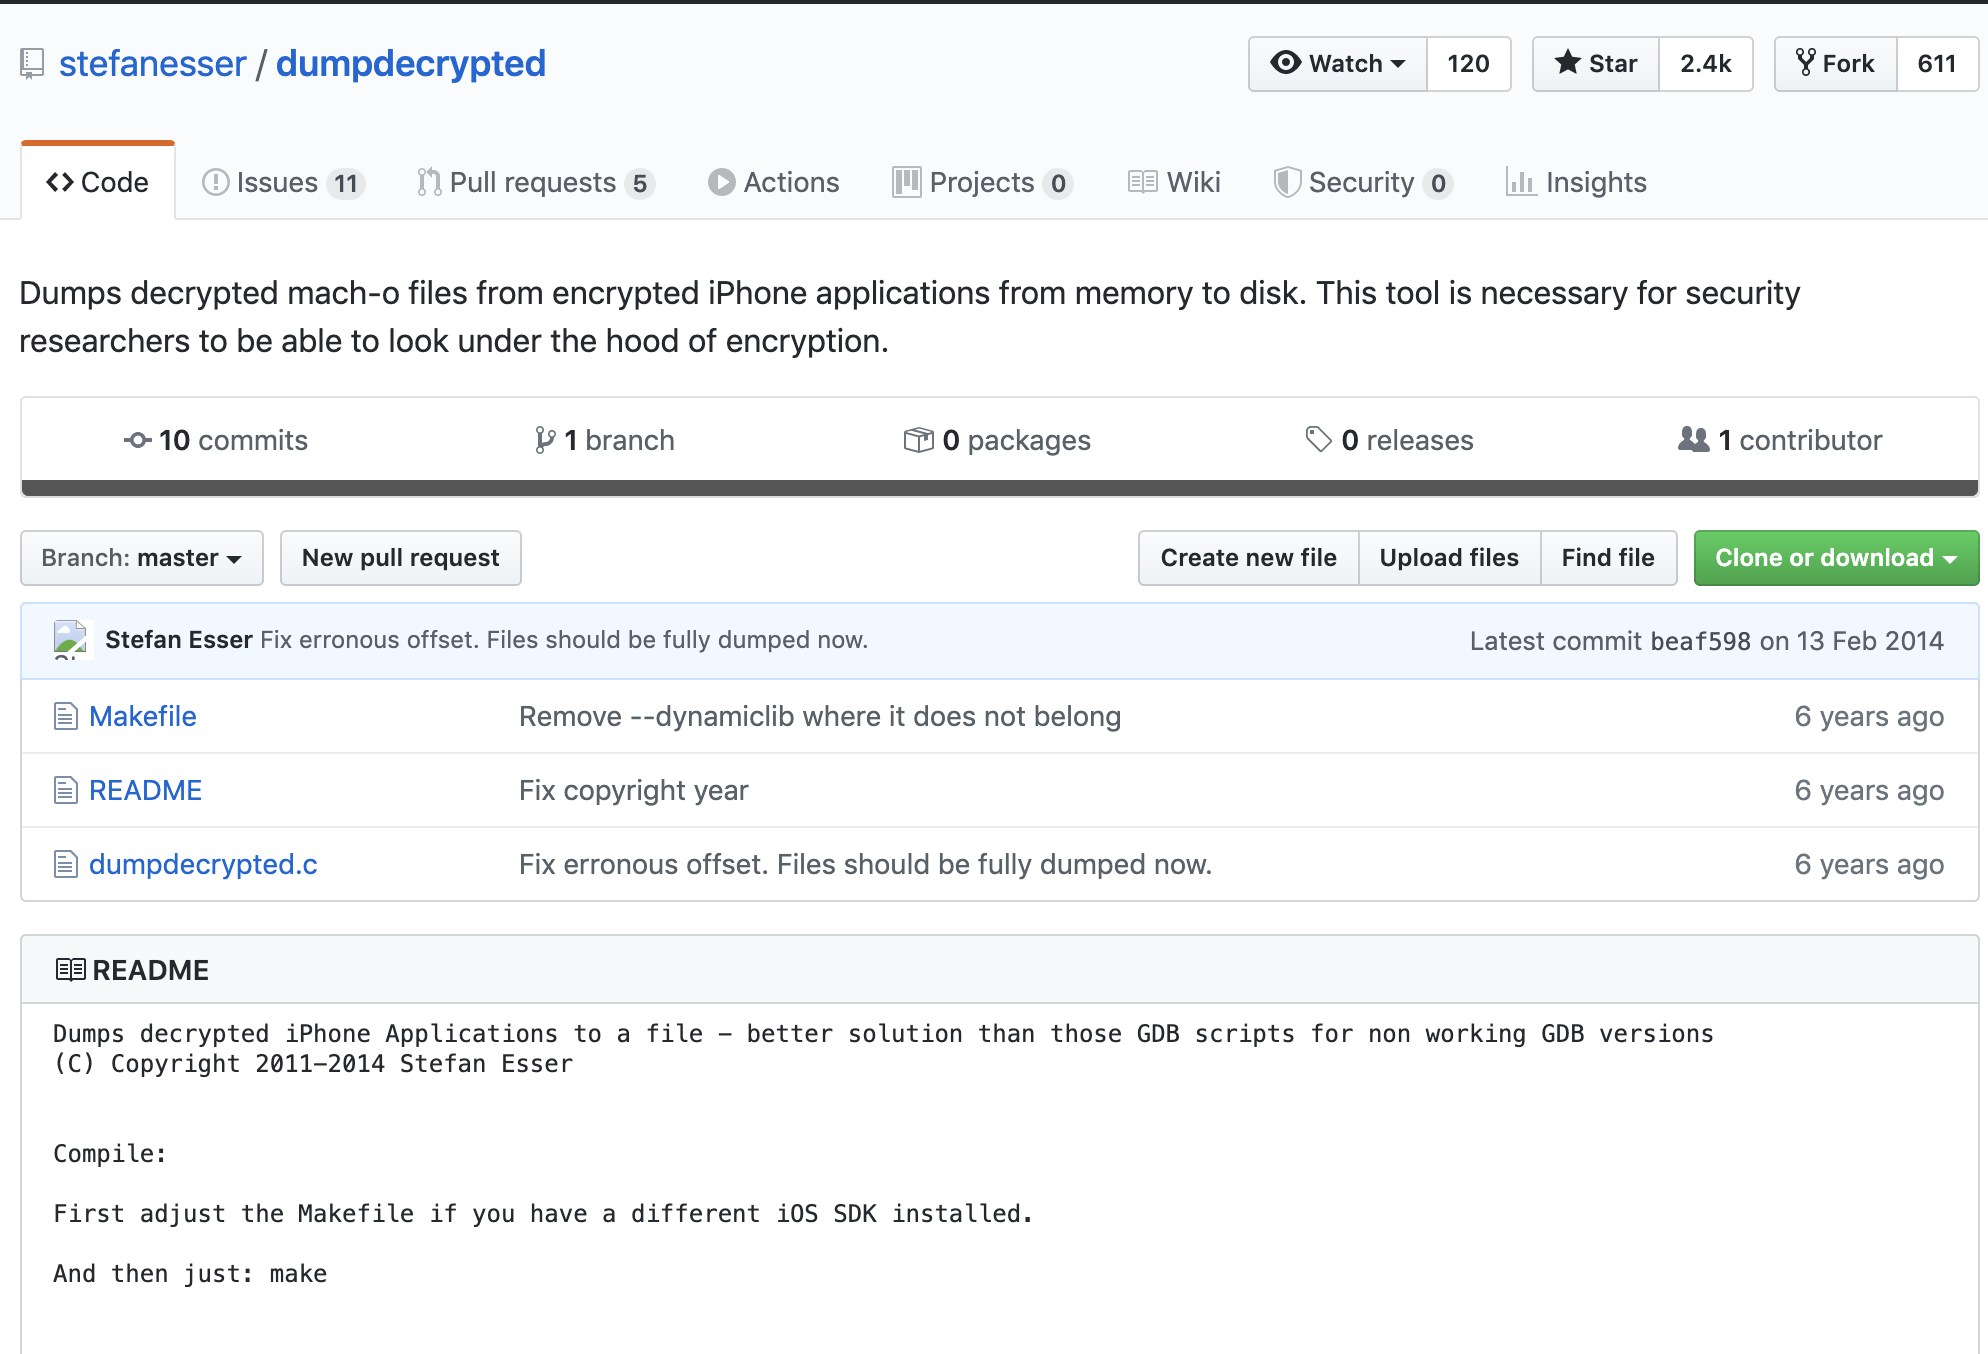 stefanesser / dumpdecrypted
Watch 120 Star 2.4k Fork 611
Code Issues 11 Pull requests 5 Actions Projects 0 Wiki Security 0 Insights
Dumps decrypted mach-o files from encrypted iPhone applications from memory to disk. This tool is necessary for security
researchers to be able to look under the hood of encryption.
10 commits 1 branch 0 packages 0 releases 1 contributor
Branch: master New pull request Create new file Upload files Find file Clone or download
Stefan Esser Fix erronous offset. Files should be fully dumped now. Latest commit beaf598 on 13 Feb 2014
Makefile Remove --dynamiclib where it does not belong 6 years ago
README Fix copyright year 6 years ago
dumpdecrypted.c Fix erronous offset. Files should be fully dumped now. 6 years ago
README
Dumps decrypted iPhone Applications to a file - better solution than those GDB scripts for non working GDB versions
(C) Copyright 2011-2014 Stefan Esser
Compile:
First adjust the Makefile if you have a different iOS SDK installed.
And then just: make